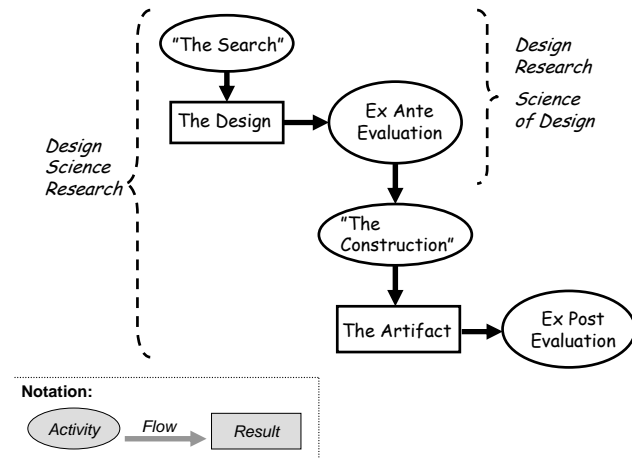 "The Search"
Design
Research
Science
of Design
The Design
Ex Ante
Evaluation
Design
Science
Research
"The
Construction"
The Artifact
Ex Post
Evaluation
Notation:
Activity
Flow
Result